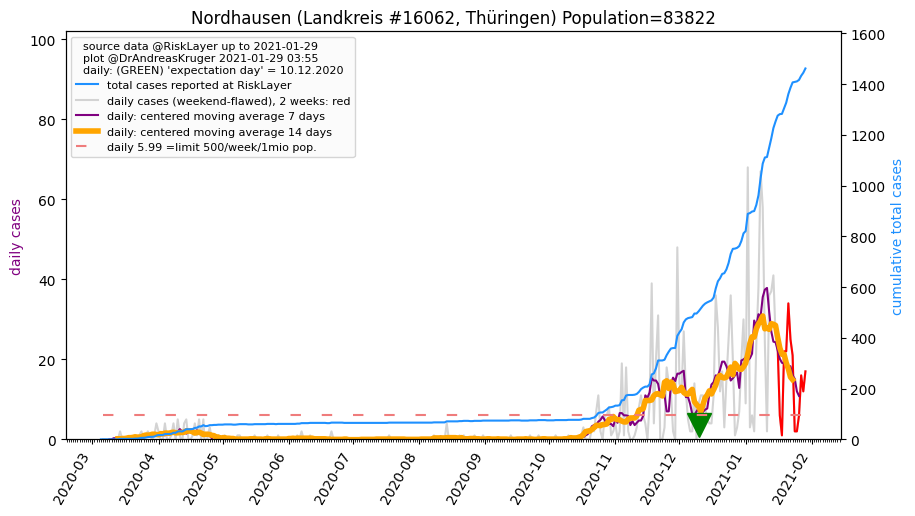 Nordhausen (Landkreis #16062, Thüringen) Population=83822
source data @RiskLayer up to 2021-01-29
plot @DrAndreasKruger 2021-01-29 03:55
daily: (GREEN) 'expectation day' = 10.12.2020
total cases reported at RiskLayer
daily cases (weekend-flawed), 2 weeks: red
daily: centered moving average 7 days
daily: centered moving average 14 days
daily 5.99 =limit 500/week/1mio pop.
daily cases
100
80
60
40
20
0
cumulative total cases
1600
1400
1200
1000
800
600
400
200
0
2020-03
2020-04
2020-05
2020-06
2020-07
2020-08
2020-09
2020-10
2020-11
2020-12
2021-01
2021-02